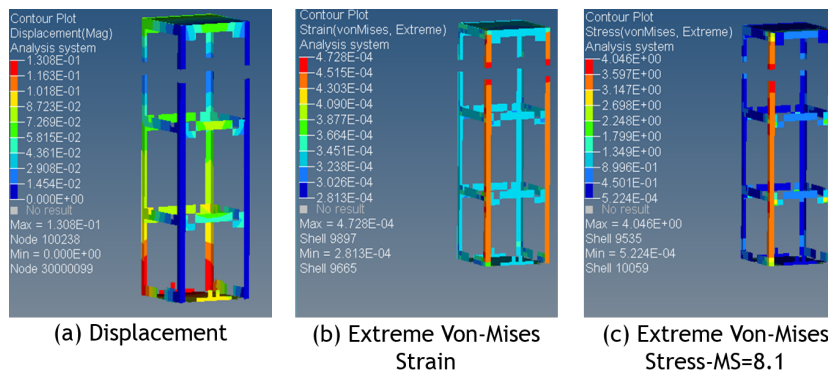 Contour Plot
Displacement(Mag)
Analysis system
1.308E-01
1.163E-01
1.018E-01
8.723E-02
7.269E-02
5.815E-02
4.361E-02
2.908E-02
1.454E-02
0.000E+00
No result
Max = 1.308E-01
Node 100238
Min = 0.000E+00
Node 30000099
(a) Displacement
Contour Plot
Strain(vonMises, Extreme)
Analysis system
4.728E-04
4.515E-04
4.303E-04
4.090E-04
3.877E-04
3.664E-04
3.451E-04
3.238E-04
3.026E-04
2.813E-04
No result
Max = 4.728E-04
Shell 9897
Min = 2.813E-04
Shell 9665
(b) Extreme Von-Mises
Strain
Contour Plot
Stress(vonMises, Extreme)
Analysis system
4.046E+00
3.597E+00
3.147E+00
2.698E+00
2.248E+00
1.799E+00
1.349E+00
8.996E-01
4.501E-01
5.224E-04
No result
Max = 4.046E+00
Shell 9535
Min = 5.224E-04
Shell 10059
(c) Extreme Von-Mises
Stress-MS=8.1